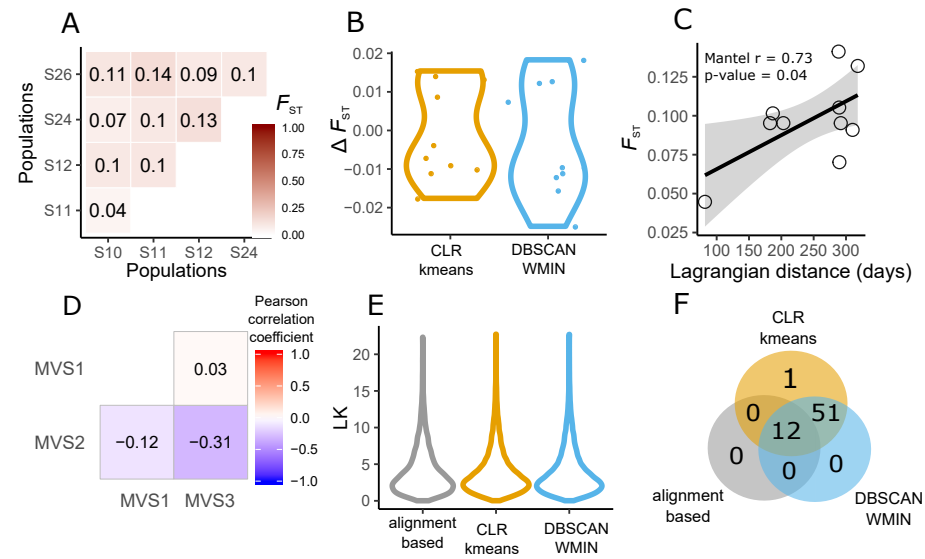 A
Populations
S26
S24
S12
S11
0.11 0.14 0.09 0.1
0.07 0.1 0.13
0.1 0.1
0.04
S10 S11 S12 S24
Populations
FST
1.00
0.75
0.50
0.25
0.00
B
Δ FST
0.02
0.01
0.00
−0.01
−0.02
CLR
kmeans
DBSCAN
WMIN
C
Mantel r = 0.73
p-value = 0.04
FST
0.125
0.100
0.075
0.050
0.025
100 150 200 250 300
Lagrangian distance (days)
D
Pearson
correlation
coefficient
1.0
0.5
0.0
−0.5
−1.0
MVS1
MVS2
0.03
−0.12 −0.31
MVS1 MVS3
E
LK
20
15
10
5
0
alignment
based
CLR
kmeans
DBSCAN
WMIN
F
CLR
kmeans
1
0 51
12
0 0 0
alignment
based
DBSCAN
WMIN